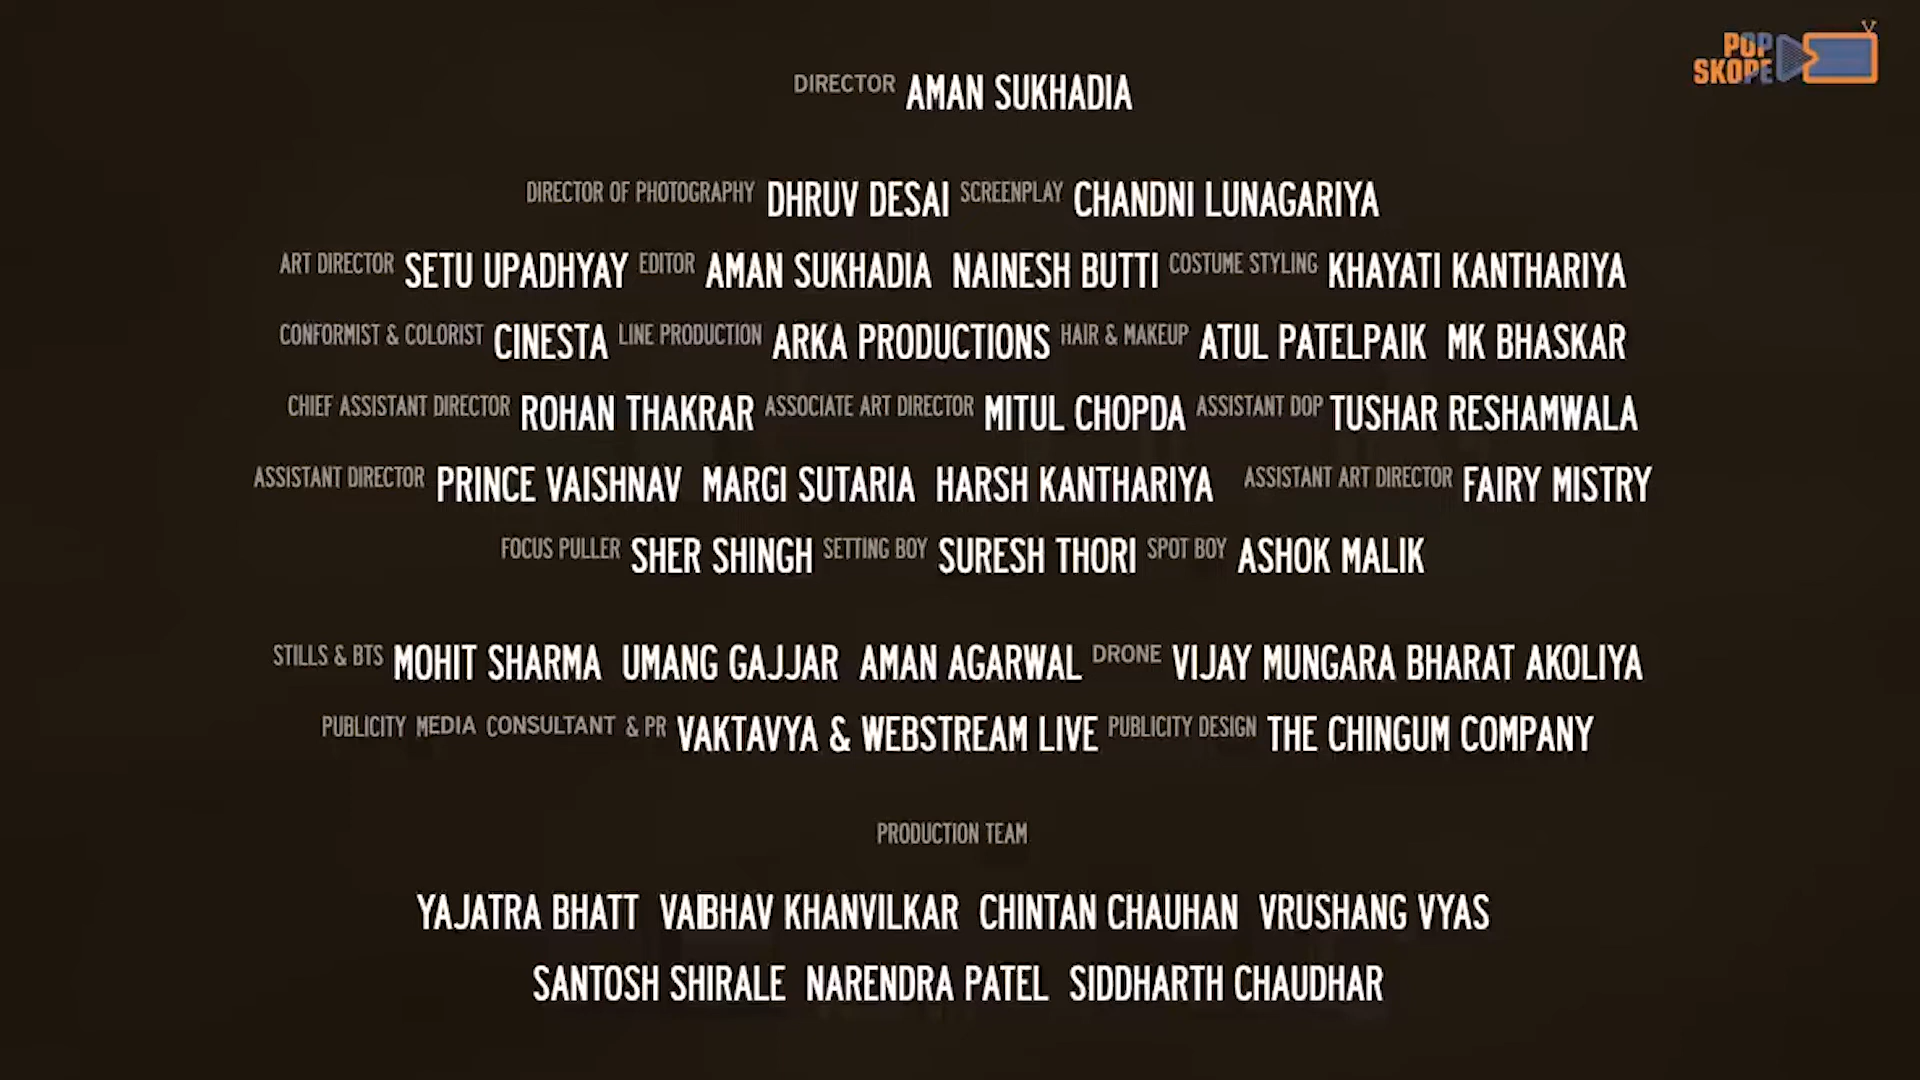 POP
SKOPE
DIRECTOR AMAN SUKHADIA
DIRECTOR OF PHOTOGRAPHY DHRUV DESAI SCREENPLAY CHANDNI LUNAGARIYA
ART DIRECTOR SETU UPADHYAY EDITOR AMAN SUKHADIA NAINESH BUTTI COSTUME STYLING KHAYATI KANTHARIYA
CONFORMIST & COLORIST CINESTA LINE PRODUCTION ARKA PRODUCTIONS HAIR & MAKEUP ATUL PATELPAIK MK BHASKAR
CHIEF ASSISTANT DIRECTOR ROHAN THAKRAR ASSOCIATE ART DIRECTOR MITUL CHOPDA ASSISTANT DOP TUSHAR RESHAMWALA
ASSISTANT DIRECTOR PRINCE VAISHNAV MARGI SUTARIA HARSH KANTHARIYA ASSISTANT ART DIRECTOR FAIRY MISTRY
FOCUS PULLER SHER SHINGH SETTING BOY SURESH THORI SPOT BOY ASHOK MALIK
STILLS & BTS MOHIT SHARMA UMANG GAJJAR AMAN AGARWAL DRONE VIJAY MUNGARA BHARAT AKOLIYA
PUBLICITY MEDIA CONSULTANT & PR VAKTAVYA & WEBSTREAM LIVE PUBLICITY DESIGN THE CHINGUM COMPANY
PRODUCTION TEAM
YAJATRA BHATT VAIBHAV KHANVILKAR CHINTAN CHAUHAN VRUSHANG VYAS
SANTOSH SHIRALE NARENDRA PATEL SIDDHARTH CHAUDHAR